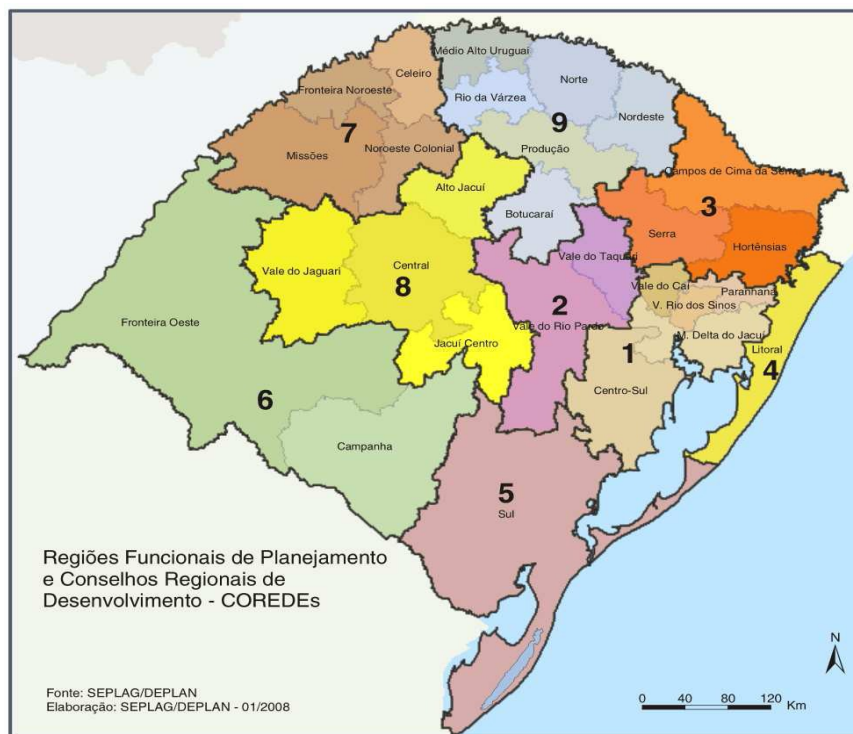 Médio Alto Uruguai
Celeiro
Norte
Fronteira Noroeste
Rio da Várzea
Nordeste
9
7
Produção
Missões
Noroeste Colonial
Campos de Cima da Serra
Alto Jacuí
3
Botucaraí
Serra
Hortênsias
Vale do Taquari
Vale do Jaguari
Central
Vale do Caí
Paranhana
8
2
V. Rio dos Sinos
Fronteira Oeste
Vale do Rio Pardo
M. Delta do Jacuí
Jacuí Centro
1
Litoral
4
Centro-Sul
6
Campanha
5
Sul
Regiões Funcionais de Planejamento
e Conselhos Regionais de
Desenvolvimento - COREDEs
N
Fonte: SEPLAG/DEPLAN
Elaboração: SEPLAG/DEPLAN - 01/2008
0 40 80 120
Km